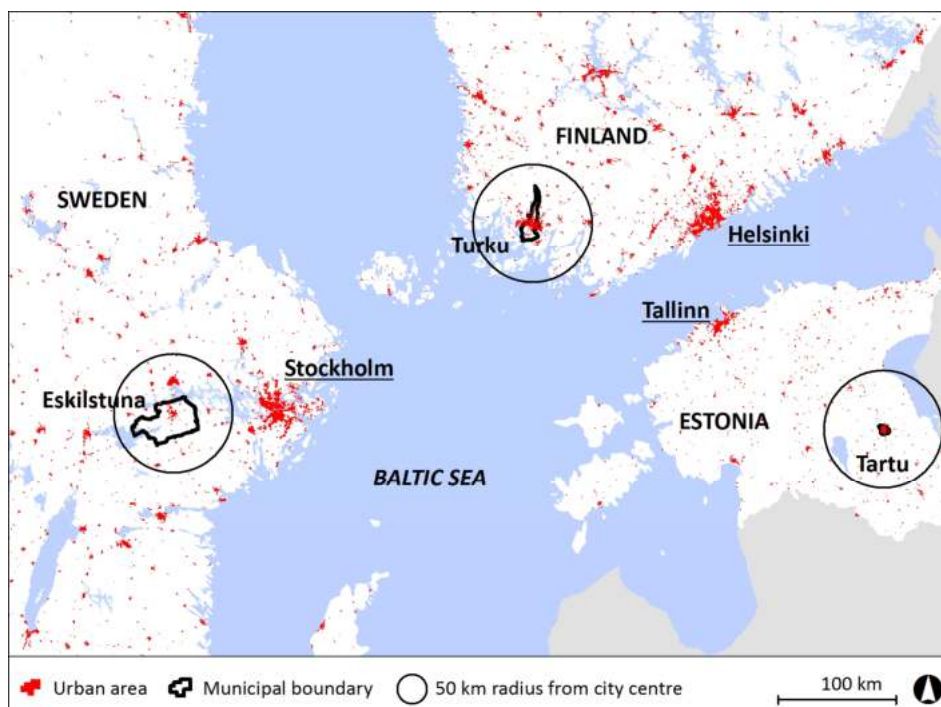 FINLAND
SWEDEN
Turku
Helsinki
Tallinn
Stockholm
Eskilstuna
ESTONIA
Tartu
BALTIC SEA
Urban area
Municipal boundary
50 km radius from city centre
100 km